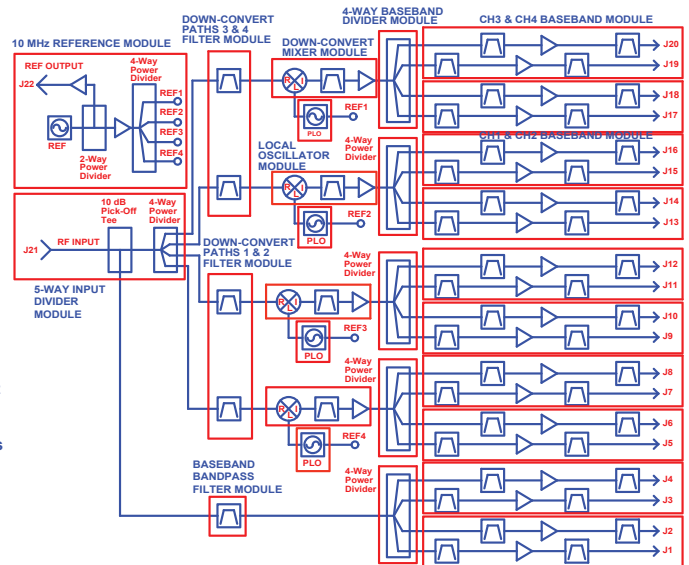 4-WAY BASEBAND
DIVIDER MODULE
CH3 & CH4 BASEBAND MODULE
DOWN-CONVERT
PATHS 3 & 4
FILTER MODULE
DOWN-CONVERT
MIXER MODULE
10 MHz REFERENCE MODULE
REF OUTPUT
J22
4-Way
Power
Divider
REF1
REF2
REF3
REF4
REF
2-Way
Power
Divider
R
L
I
PLO
REF1
J20
J19
J18
J17
CH1 & CH2 BASEBAND MODULE
LOCAL
OSCILLATOR
MODULE
4-Way
Power
Divider
R
L
I
PLO
REF2
J16
J15
J14
J13
10 dB
Pick-Off
Tee
4-Way
Power
Divider
J21
RF INPUT
5-WAY INPUT
DIVIDER
MODULE
DOWN-CONVERT
PATHS 1 & 2
FILTER MODULE
4-Way
Power
Divider
R
L
I
PLO
REF3
J12
J11
J10
J9
4-Way
Power
Divider
R
L
I
PLO
REF4
J8
J7
J6
J5
s
BASEBAND
BANDPASS
FILTER MODULE
4-Way
Power
Divider
J4
J3
J2
J1